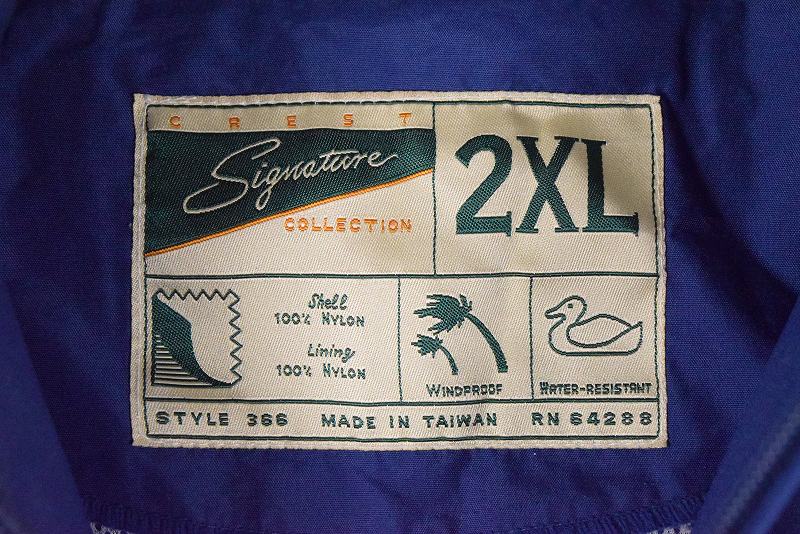 CREST
Signature
COLLECTION
2XL
Shell
100% NYLON
Lining
100% NYLON
WINDPROOF
WATER-RESISTANT
STYLE 366 MADE IN TAIWAN RN 64288